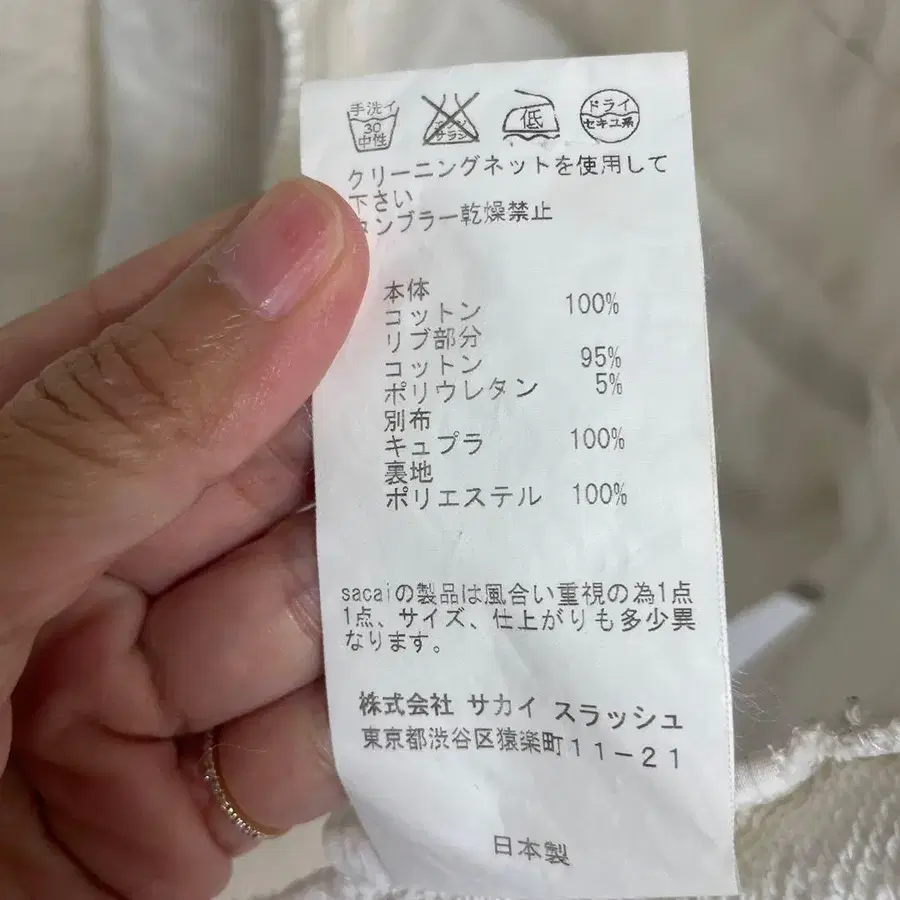 手洗イ
30
中性
低
ドライ
セキユ系
クリーニングネットを使用して
下さい
タンブラー乾燥禁止
本体
コットン 100%
リブ部分
コットン 95%
ポリウレタン 5%
別布
キュプラ 100%
裏地
ポリエステル 100%
sacaiの製品は風合い重視の為1点
1点、サイズ、仕上がりも多少異
なります。
株式会社 サカイ スラッシュ
東京都渋谷区猿楽町11-21
日本製